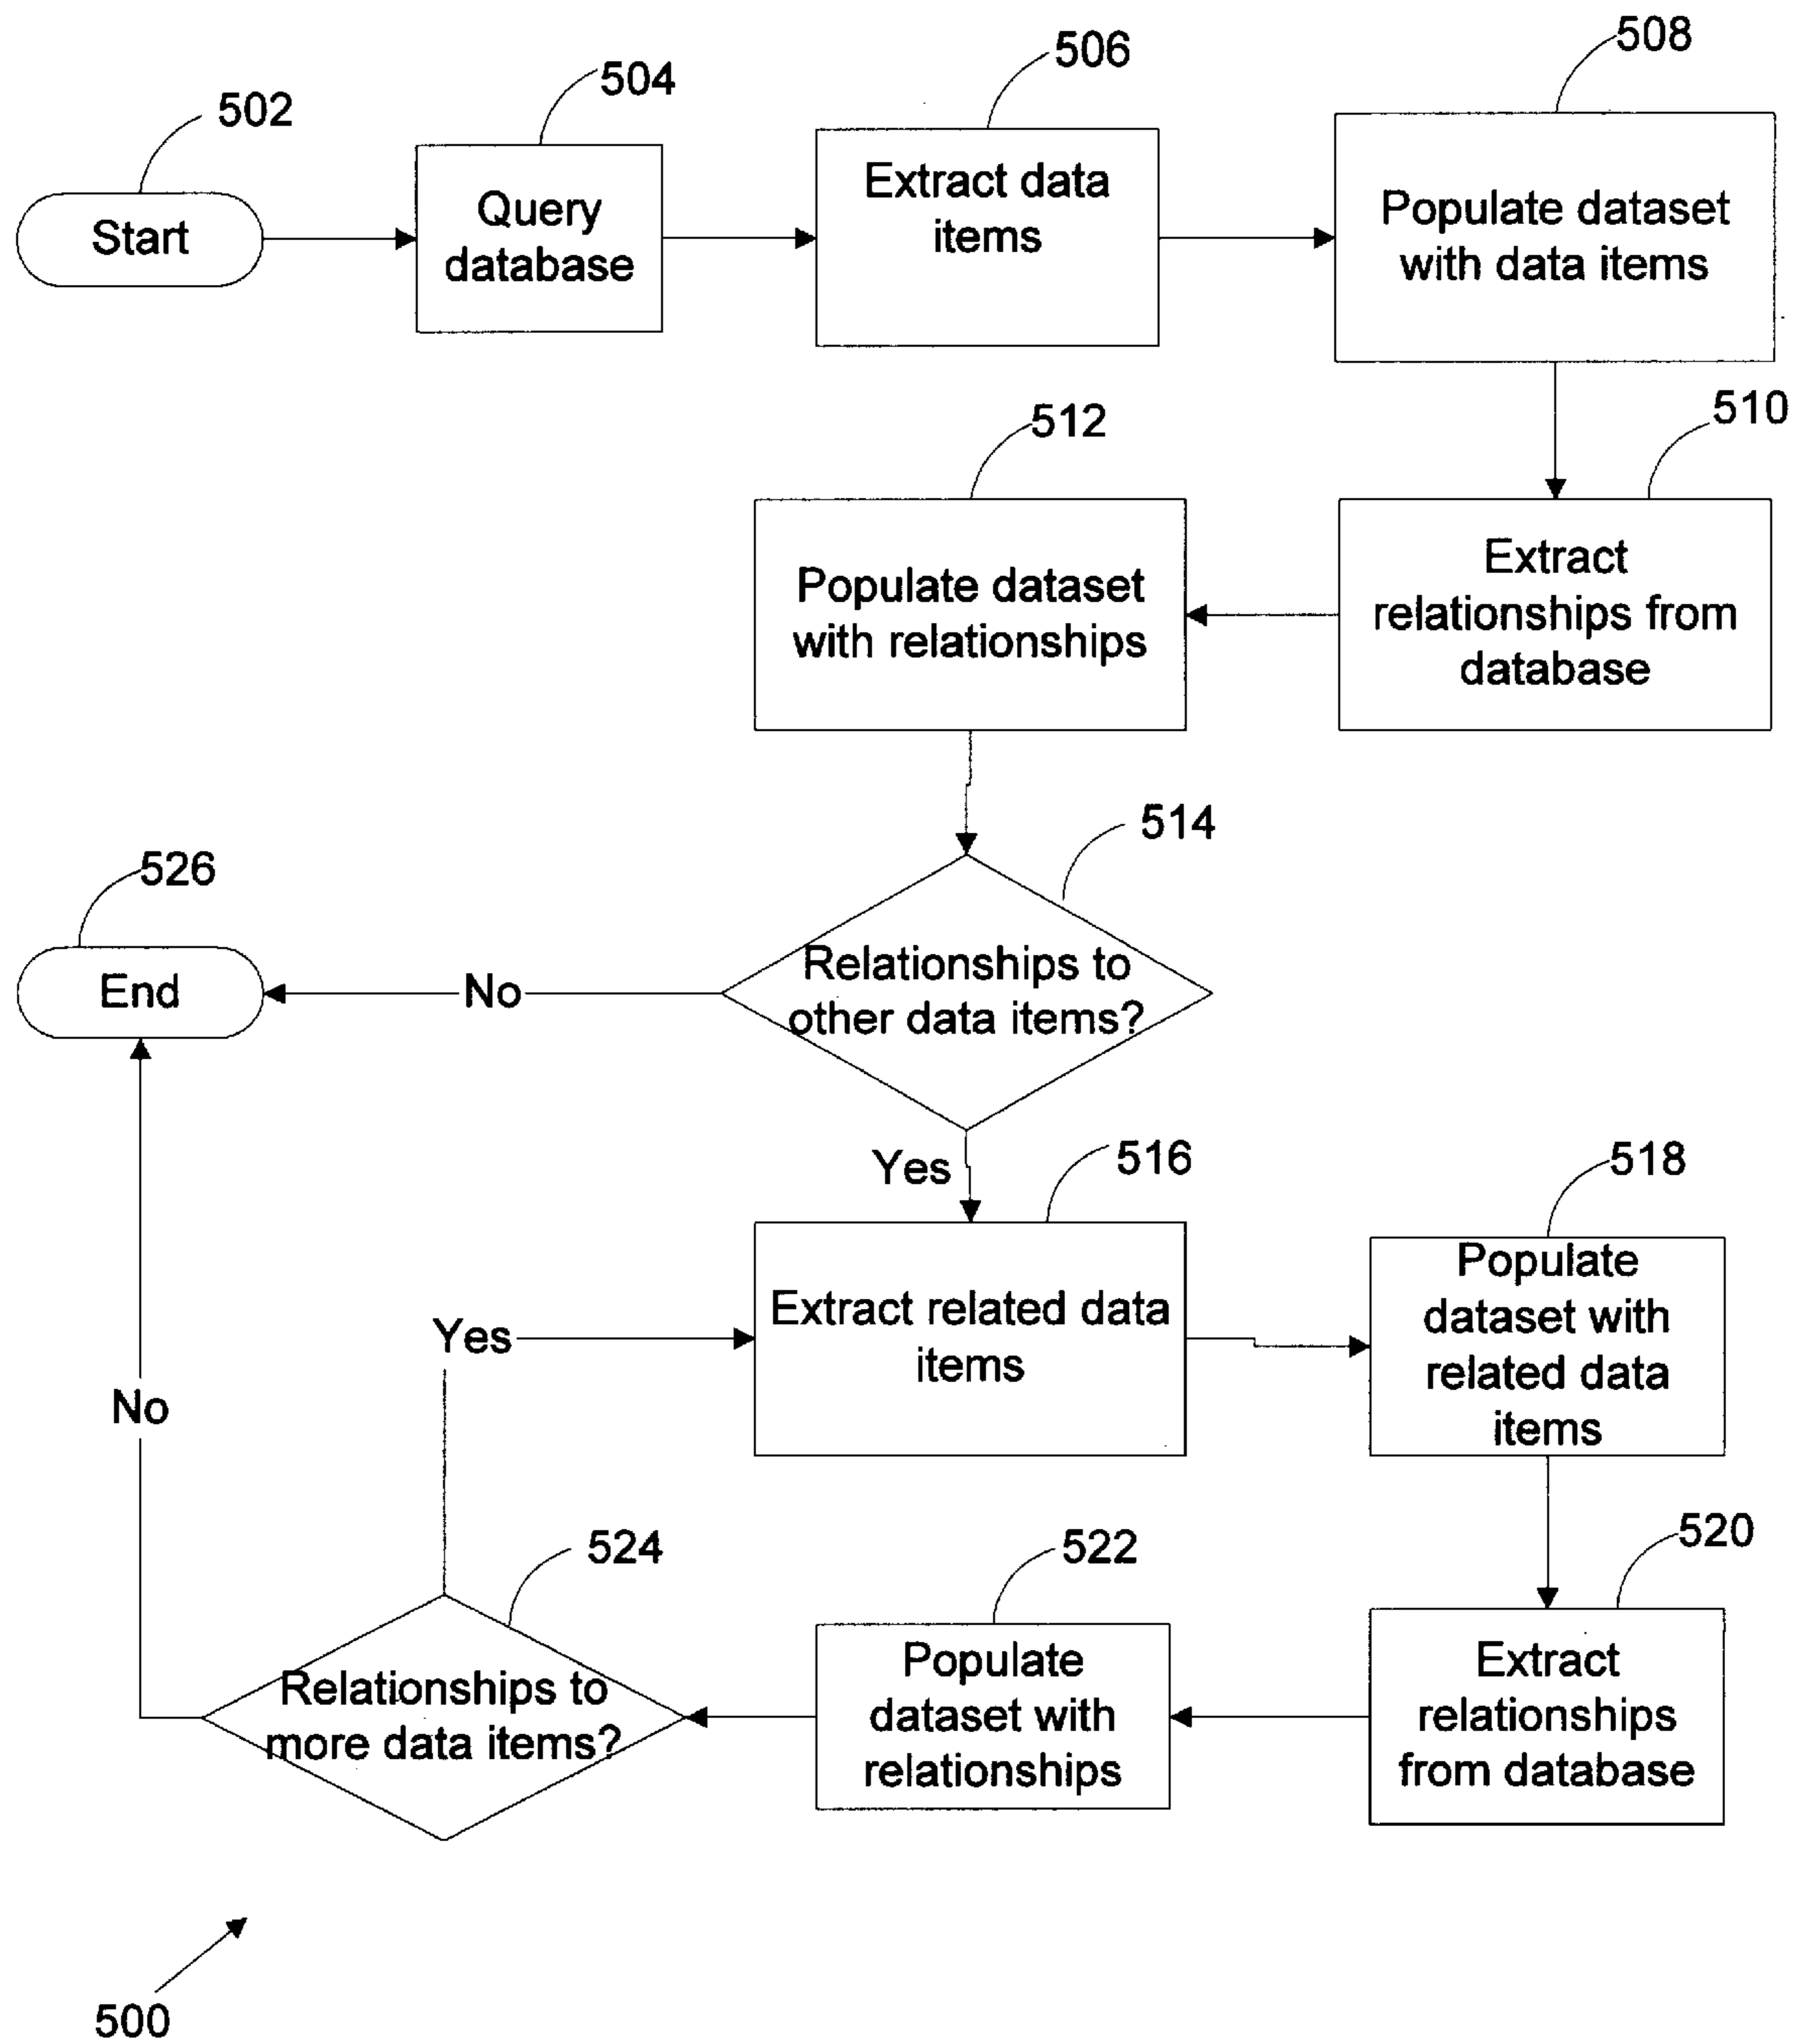 502
504
506
508
Start
Query
database
Extract data
items
Populate dataset
with data items
512
510
Populate dataset
with relationships
Extract
relationships from
database
514
526
Relationships to
other data items?
No
End
Yes
516
518
Extract related data
items
Populate
dataset with
related data
items
Yes
No
524
522
520
Relationships to
more data items?
Populate
dataset with
relationships
Extract
relationships
from database
500